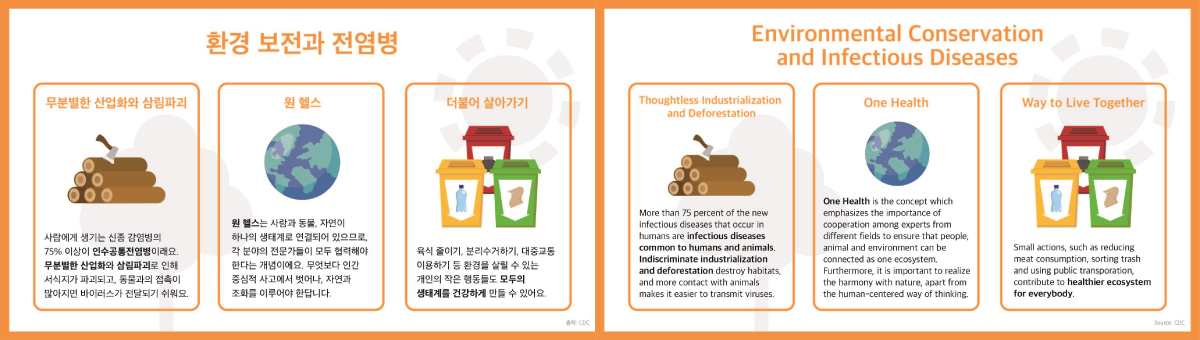 환경 보전과 전염병
무분별한 산업화와 삼림파괴
사람에게 생기는 신종 감염병의
75% 이상이 인수공통전염병이래요.
무분별한 산업화와 삼림파괴로 인해
서식지가 파괴되고, 동물과의 접촉이
많아지만 바이러스가 전달되기 쉬워요.
원 헬스
원 헬스는 사람과 동물, 자연이
하나의 생태계로 연결되어 있으므로,
각 분야의 전문가들이 모두 협력해야
한다는 개념이에요. 무엇보다 인간
중심적 사고에서 벗어나, 자연과
조화를 이루어야 한답니다.
더불어 살아가기
육식 줄이기, 분리수거하기, 대중교통
이용하기 등 환경을 살릴 수 있는
개인의 작은 행동들도 모두의
생태계를 건강하게 만들 수 있어요.
출처: CDC
Environmental Conservation
and Infectious Diseases
Thoughtless Industrialization
and Deforestation
More than 75 percent of the new
infectious diseases that occur in
humans are infectious diseases
common to humans and animals.
Indiscriminate industrialization
and deforestation destroy habitats,
and more contact with animals
makes it easier to transmit viruses.
One Health
One Health is the concept which
emphasizes the importance of
cooperation among experts from
different fields to ensure that people,
animal and environment can be
connected as one ecosystem.
Furthermore, it is important to realize
the harmony with nature, apart from
the human-centered way of thinking.
Way to Live Together
Small actions, such as reducing
meat consumption, sorting trash
and using public transporation,
contribute to healthier ecosystem
for everybody.
Source: CDC